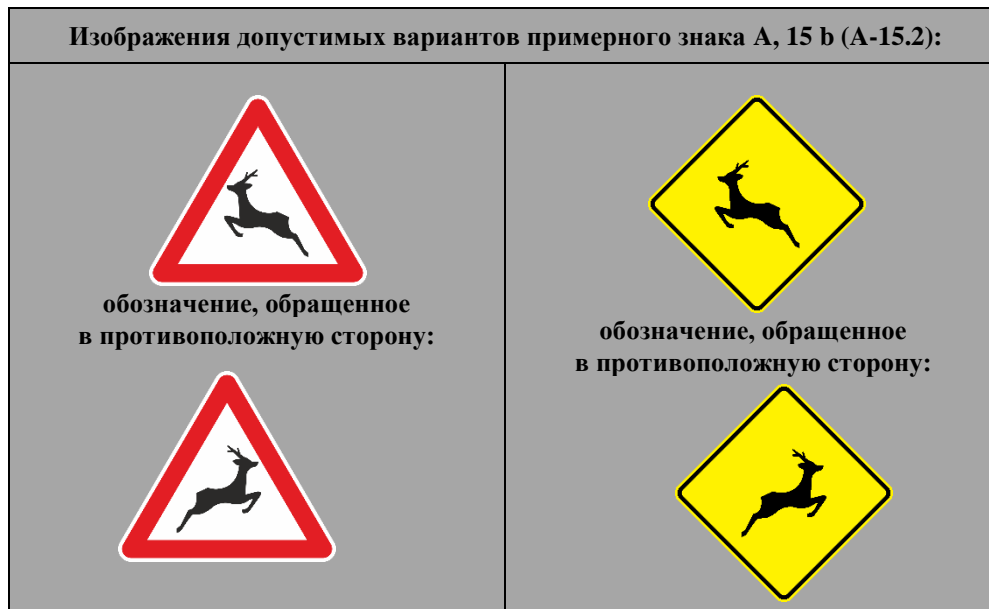 Изображения допустимых вариантов примерного знака A, 15 b (A-15.2):
обозначение, обращенное
в противоположную сторону:
обозначение, обращенное
в противоположную сторону: